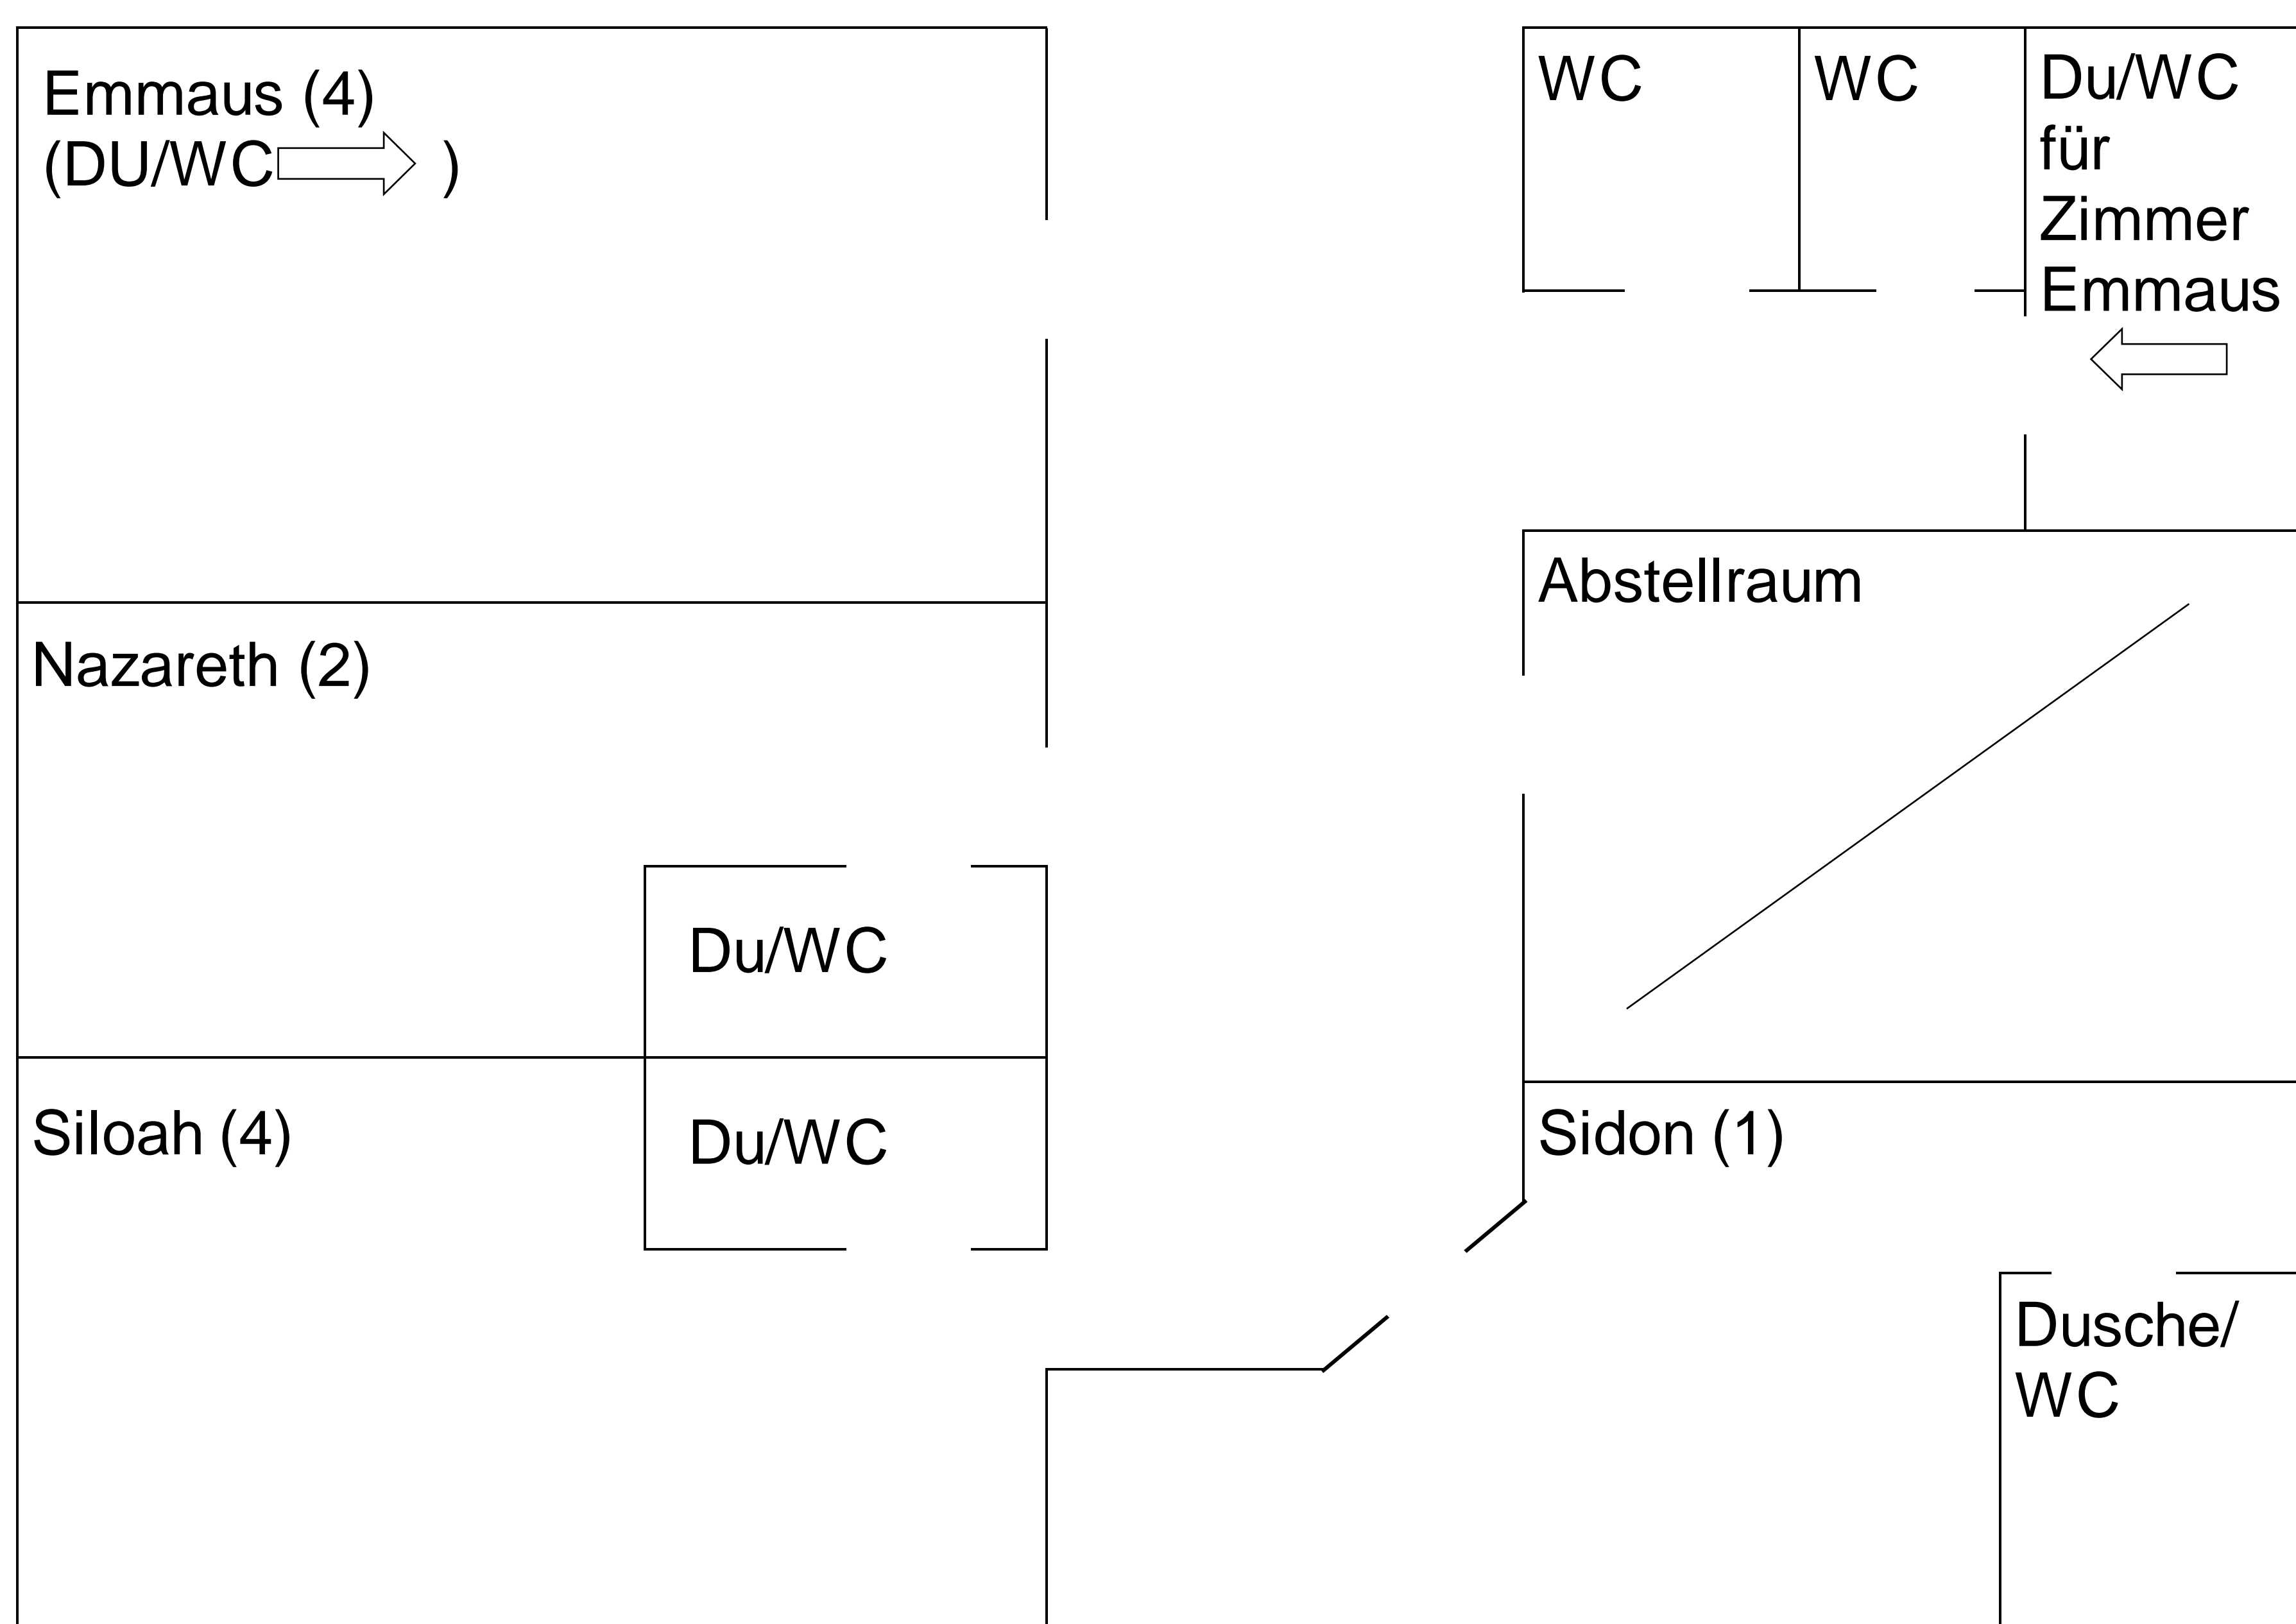 Emmaus (4)
(DU/WC )
WC
WC
Du/WC
für
Zimmer
Emmaus
Abstellraum
Nazareth (2)
Du/WC
Du/WC
Siloah (4)
Sidon (1)
Dusche/
WC